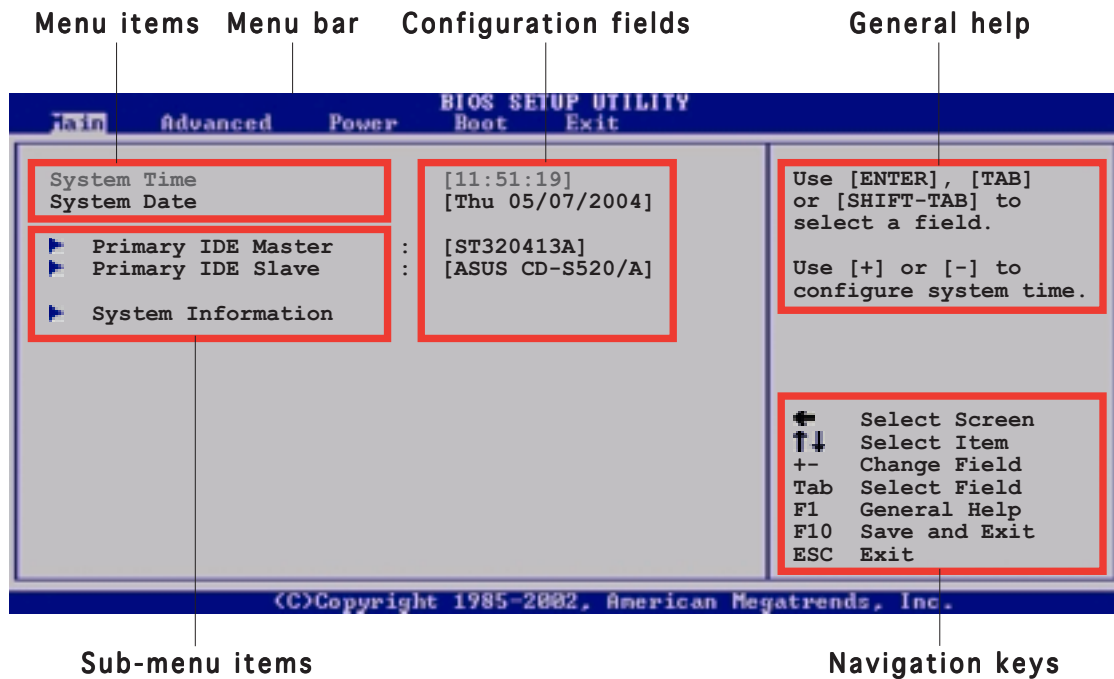 Menu items Menu bar Configuration fields General help
BIOS SETUP UTILITY
Main Advanced Power Boot Exit
System Time [11:51:19]
System Date [Thu 05/07/2004]
Primary IDE Master : [ST320413A]
Primary IDE Slave : [ASUS CD-S520/A]
System Information
Use [ENTER], [TAB]
or [SHIFT-TAB] to
select a field.
Use [+] or [-] to
configure system time.
← Select Screen
↑↓ Select Item
+- Change Field
Tab Select Field
F1 General Help
F10 Save and Exit
ESC Exit
(C)Copyright 1985-2002, American Megatrends, Inc.
Sub-menu items Navigation keys